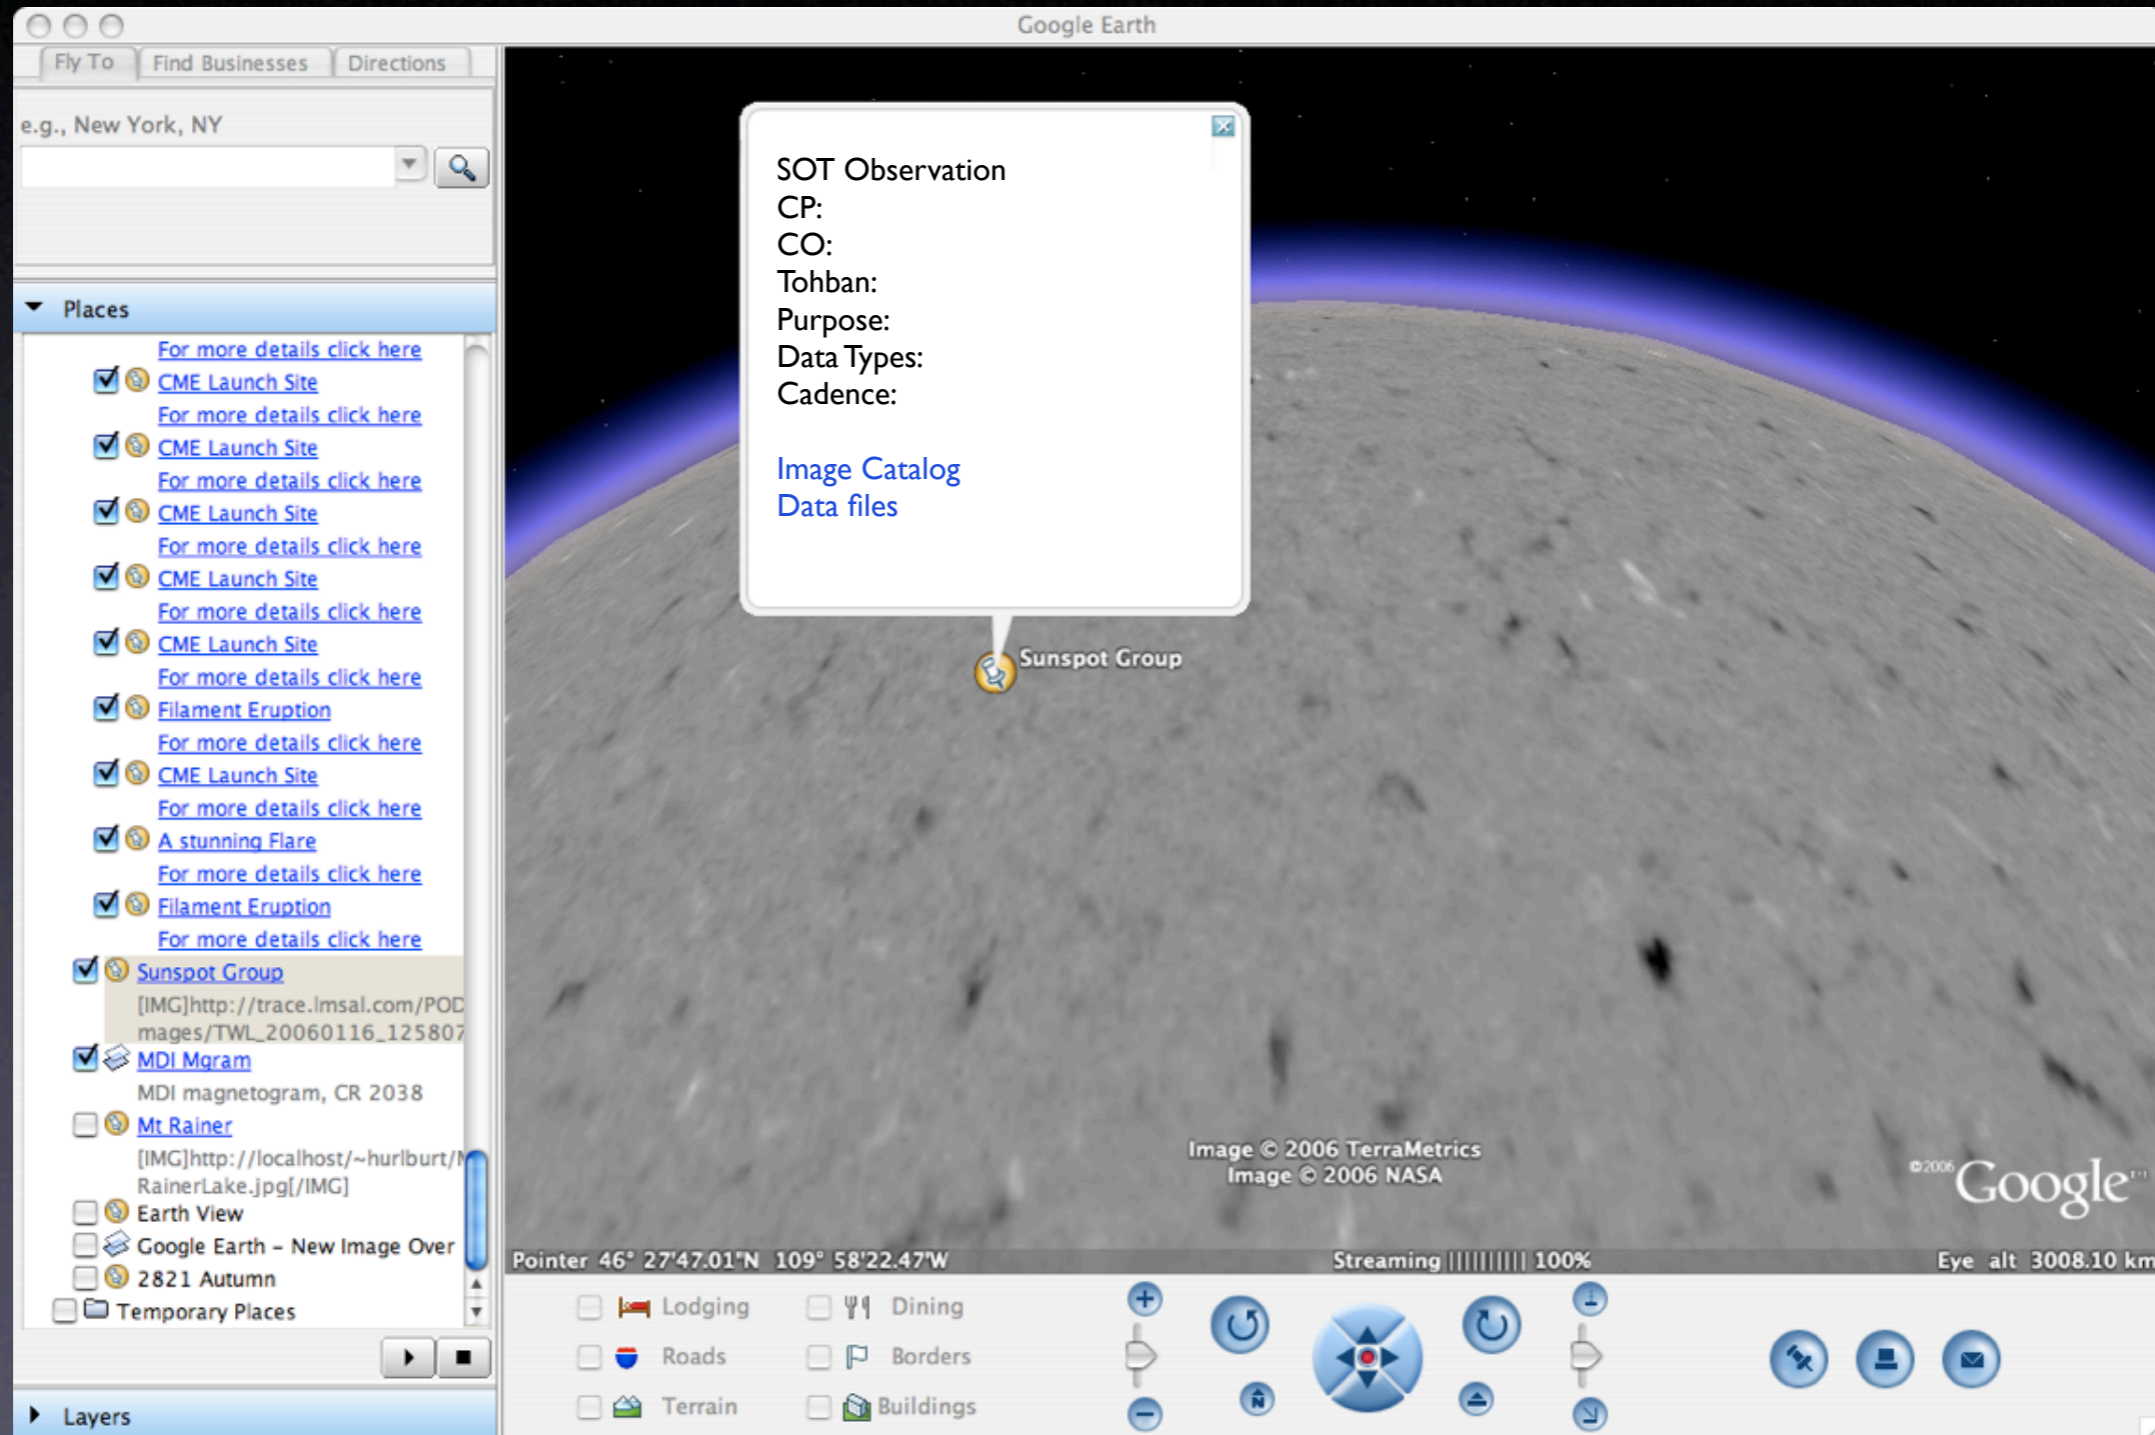 Google Earth
Fly To
Find Businesses
Directions
e.g., New York, NY
Places
For more details click here
CME Launch Site
For more details click here
CME Launch Site
For more details click here
CME Launch Site
For more details click here
CME Launch Site
For more details click here
CME Launch Site
For more details click here
Filament Eruption
For more details click here
CME Launch Site
For more details click here
A stunning Flare
For more details click here
Filament Eruption
For more details click here
Sunspot Group
[IMG]http://trace.lmsal.com/POD
mages/TWL_20060116_125807
MDI Mgram
MDI magnetogram, CR 2038
Mt Rainer
[IMG]http://localhost/~hurlburt/M
RainerLake.jpg[/IMG]
Earth View
Google Earth - New Image Over
2821 Autumn
Temporary Places
Layers
SOT Observation
CP:
CO:
Tohban:
Purpose:
Data Types:
Cadence:
Image Catalog
Data files
Sunspot Group
Image © 2006 TerraMetrics
Image © 2006 NASA
©2006 Google™
Pointer 46° 27'47.01"N 109° 58'22.47"W
Streaming |||||||||| 100%
Eye alt 3008.10 km
Lodging
Dining
Roads
Borders
Terrain
Buildings
N